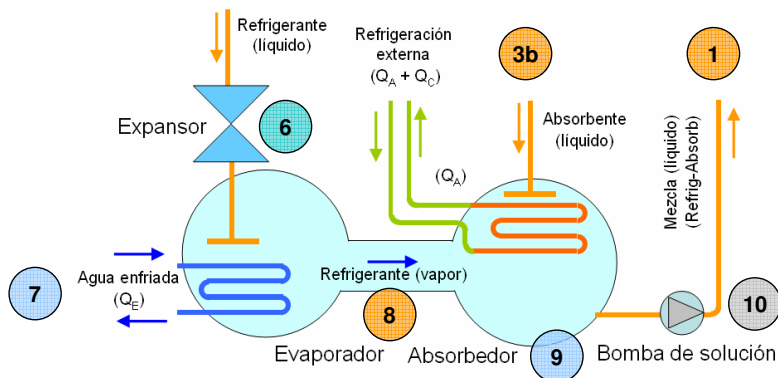 Refrigerante
(líquido)
Refrigeración
externa
(QA + QC)
3b
1
Expansor
6
Absorbente
(líquido)
Mezcla (líquido)
(Refrig-Absorb)
(QA)
7
Agua enfriada
(QE)
Refrigerante (vapor)
8
10
Evaporador
Absorbedor
9
Bomba de solución